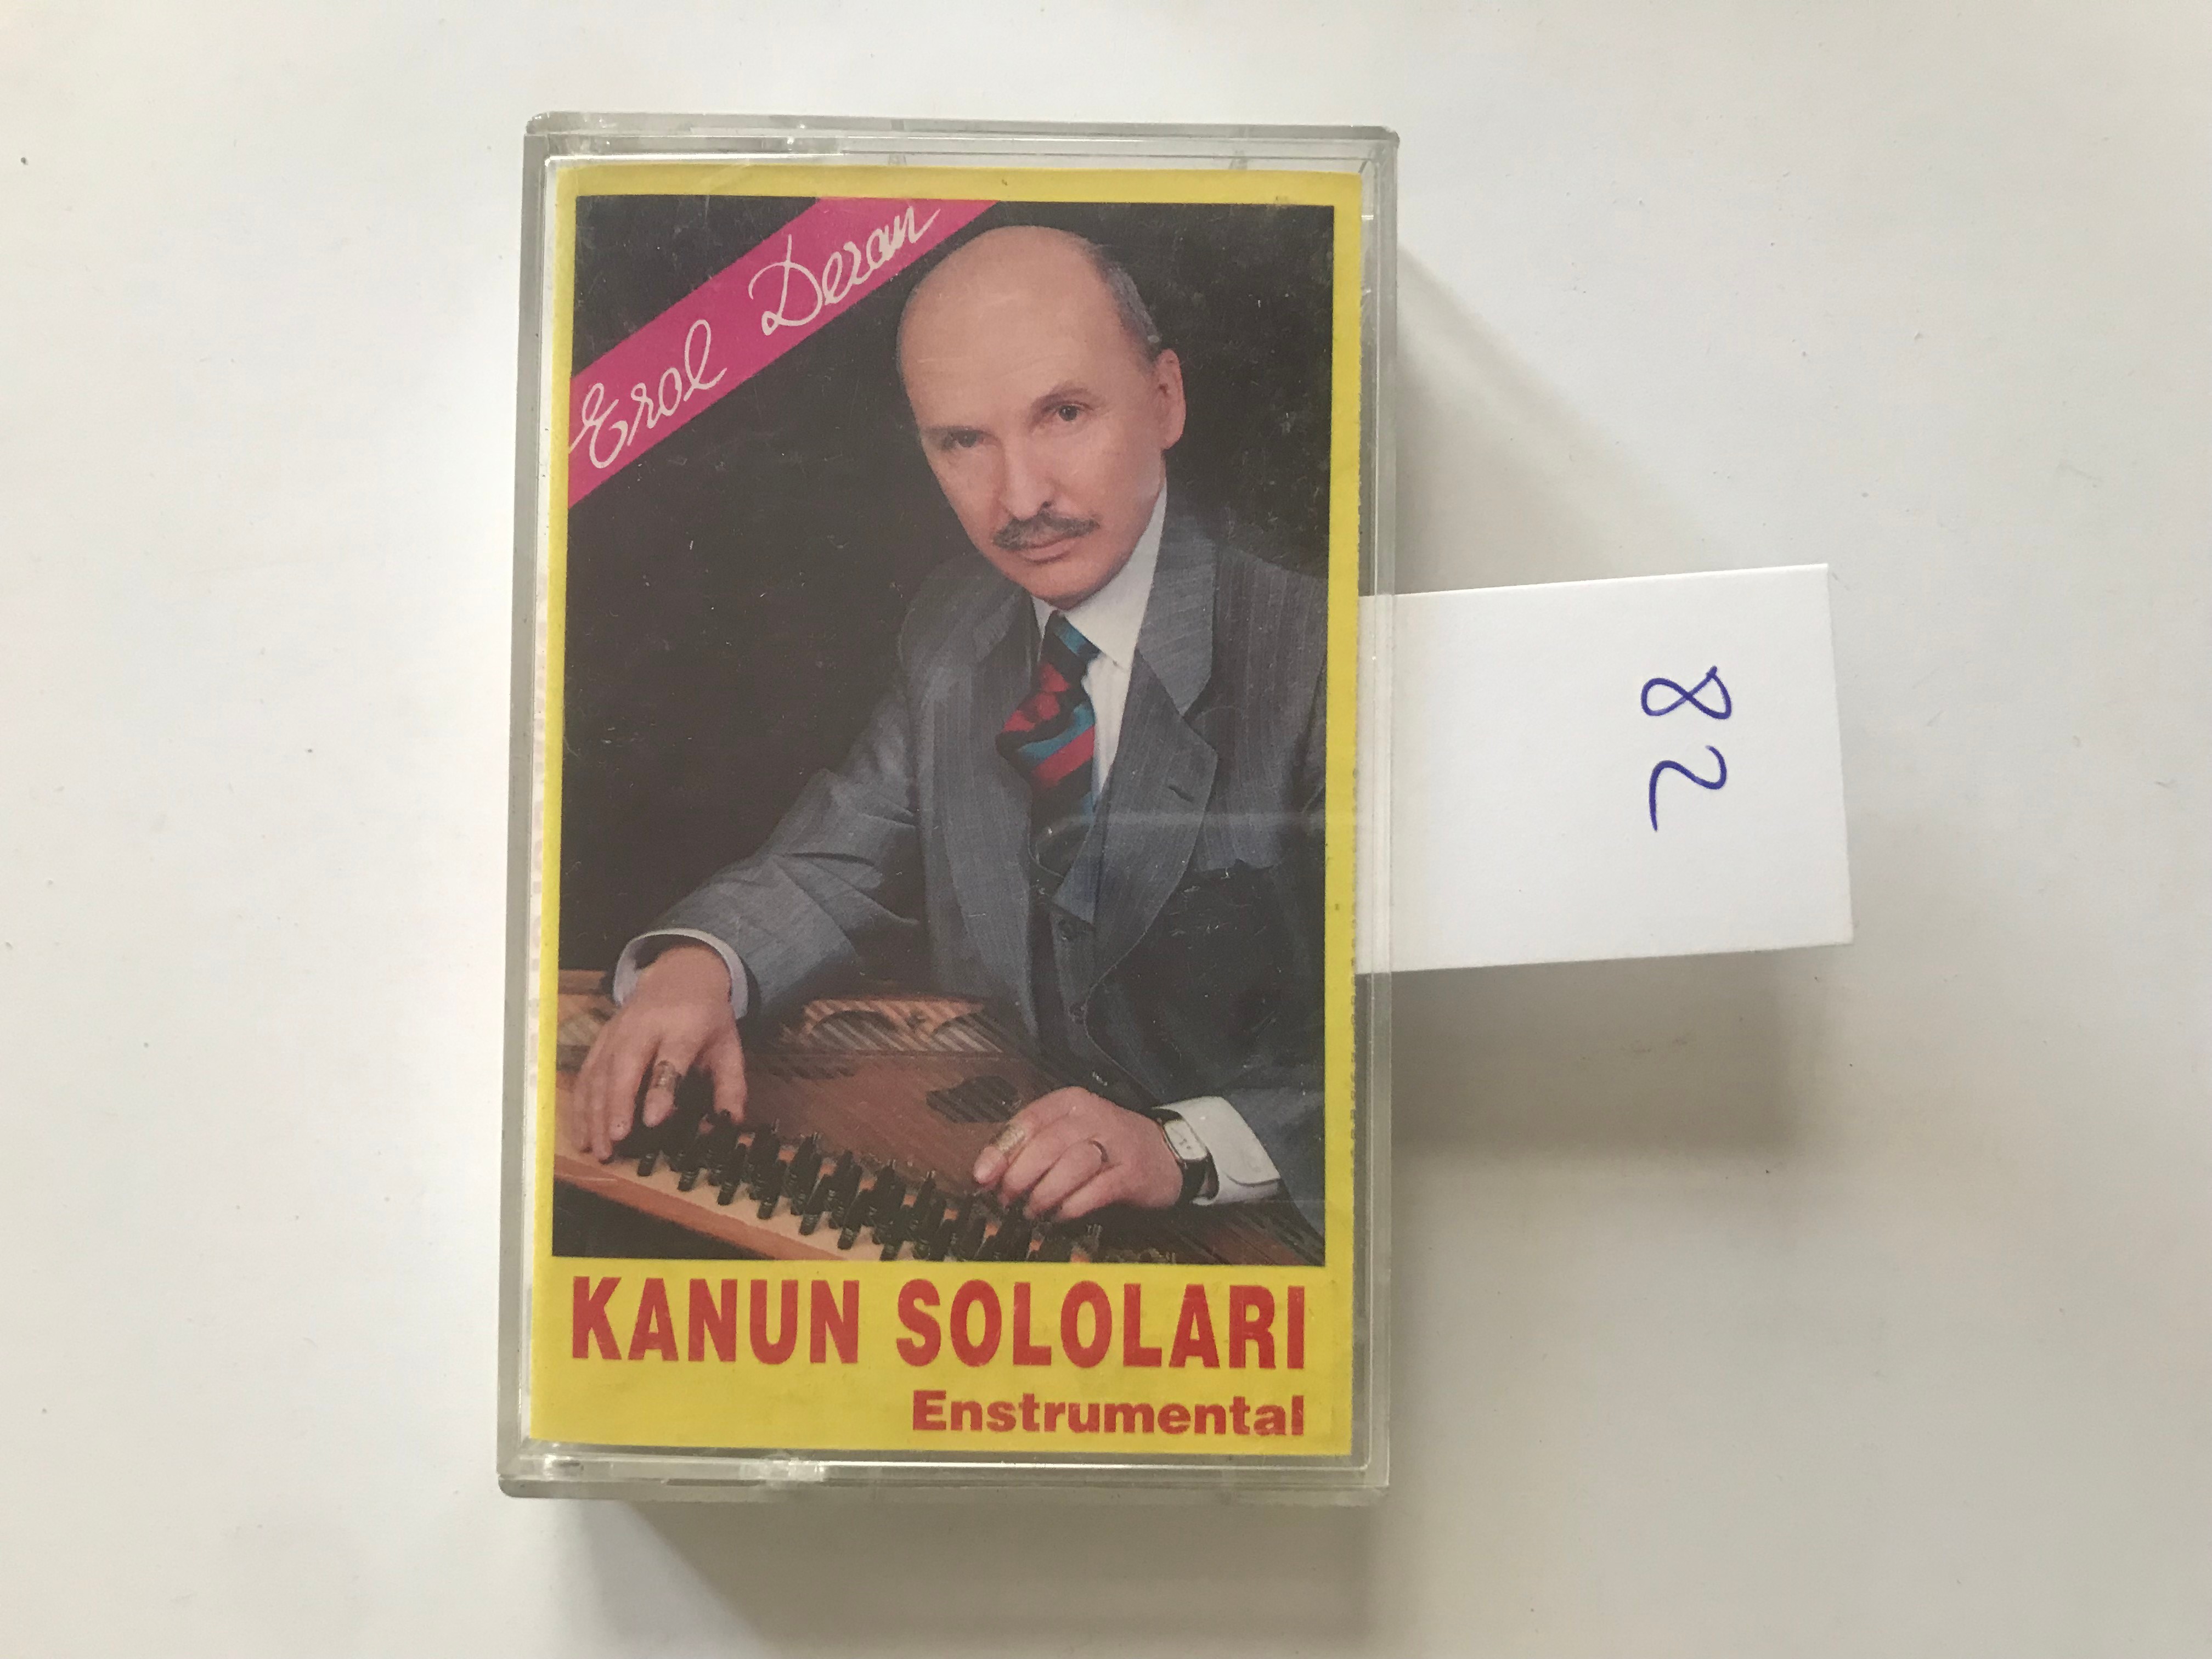 Erol Deran
KANUN SOLOLARI
Enstrumental
82